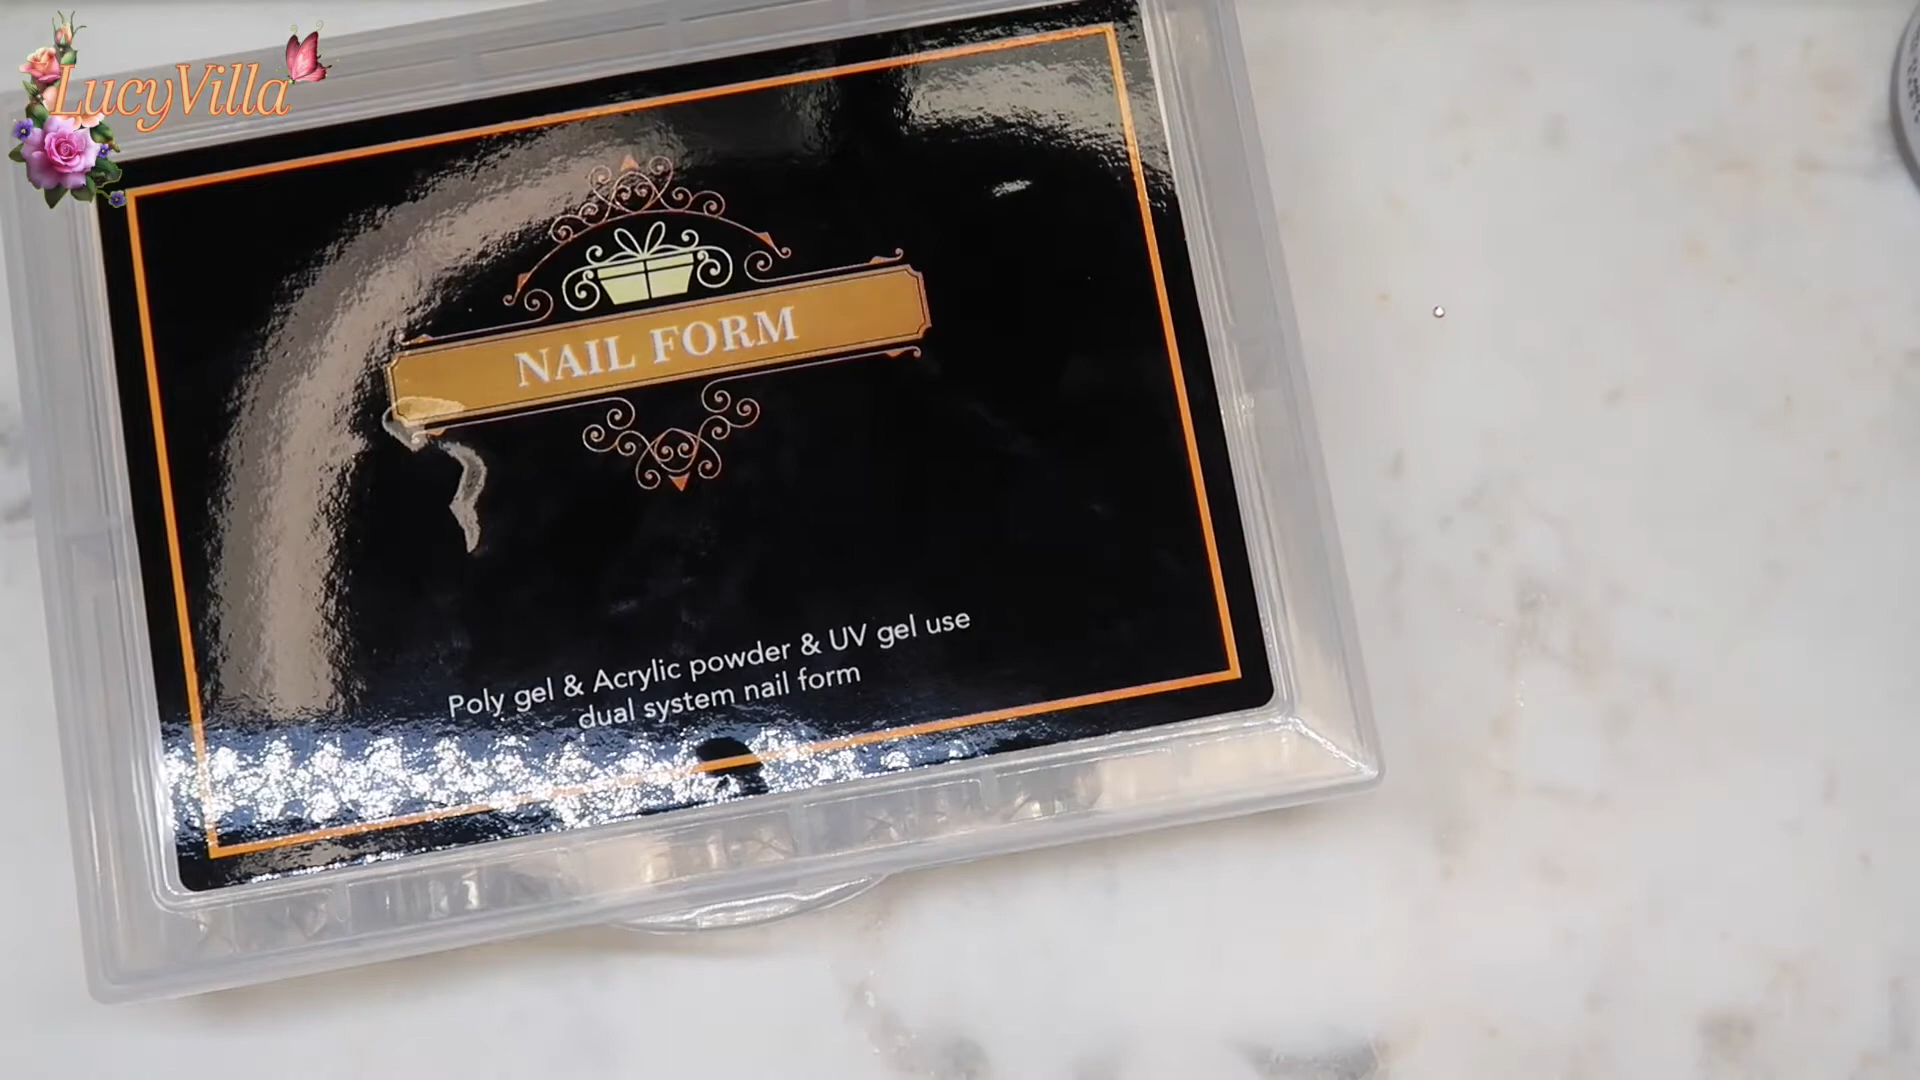 LucyVilla
NAIL FORM
Poly gel & Acrylic powder & UV gel use
dual system nail form